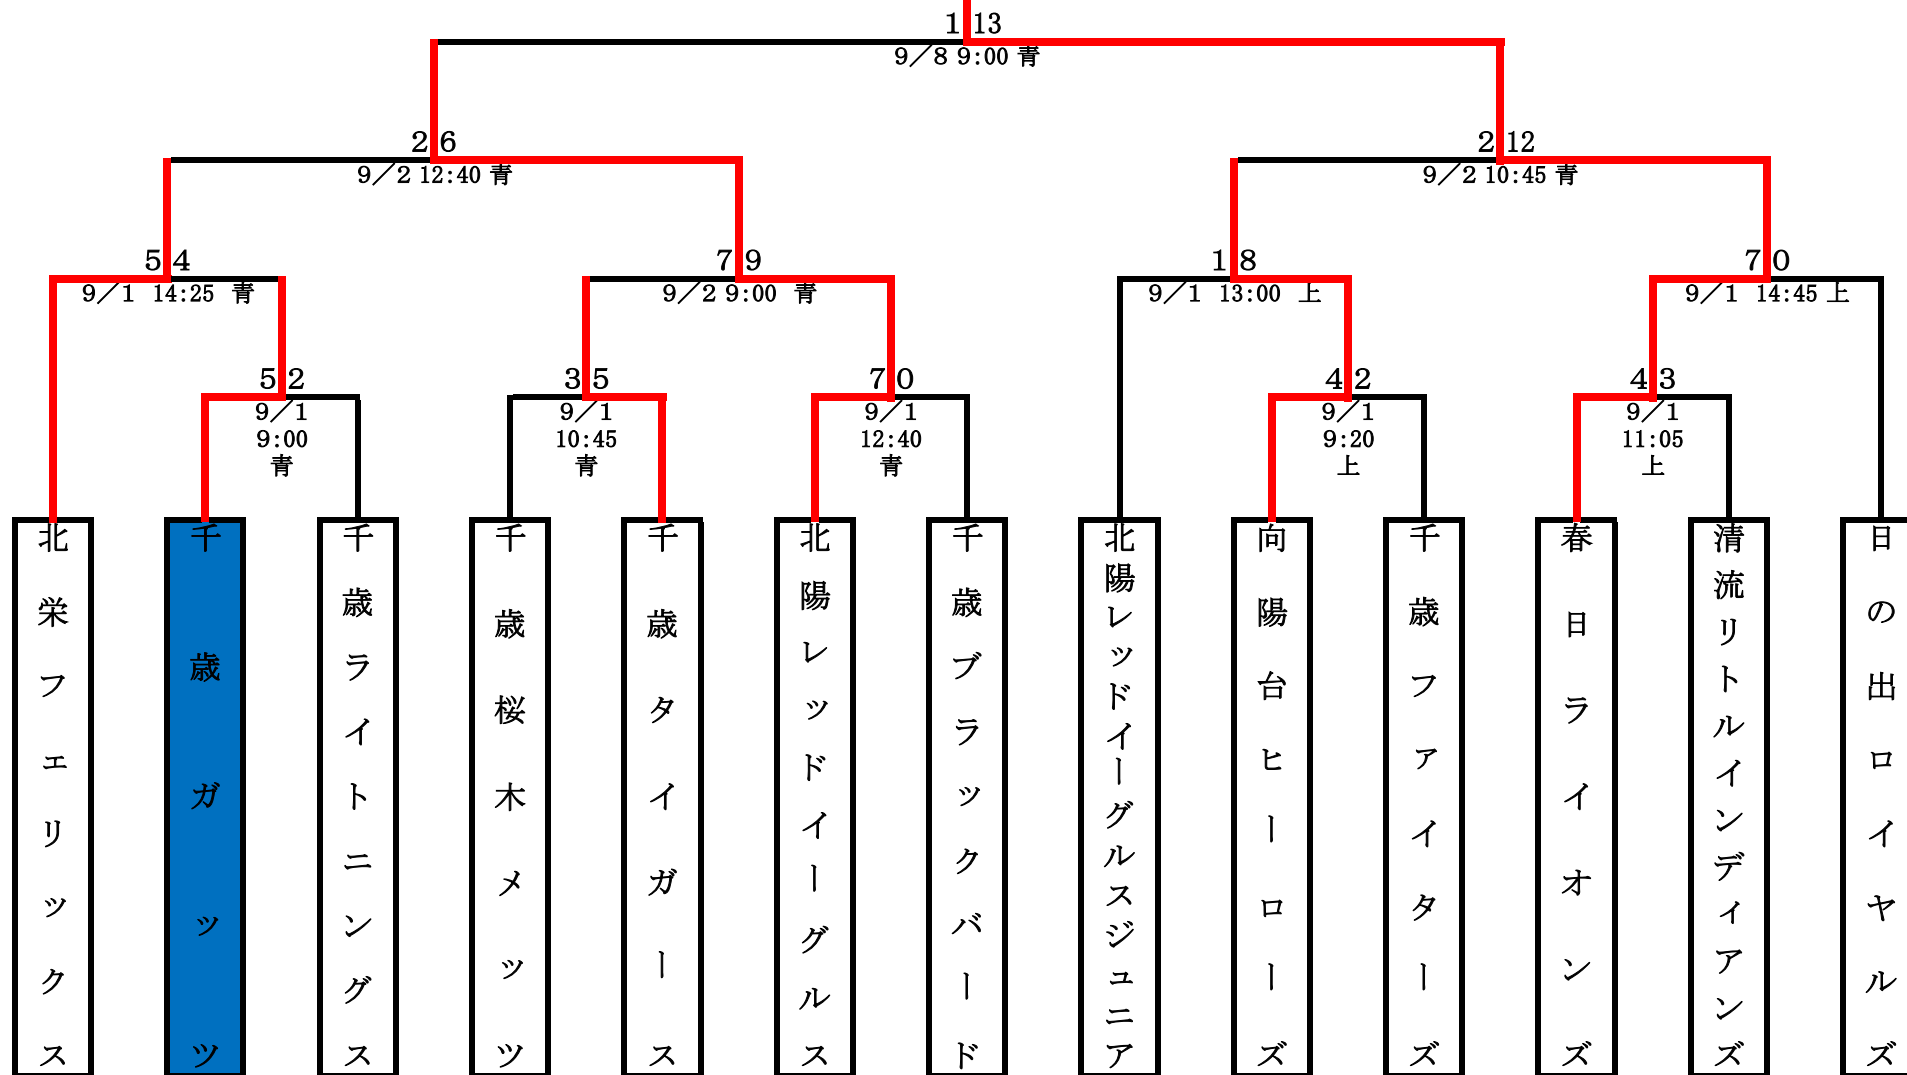 1 13
9／8 9:00 青
2 6
9／2 12:40 青
2 12
9／2 10:45 青
5 4
9／1 14:25 青
7 9
9／2 9:00 青
1 8
9／1 13:00 上
7 0
9／1 14:45 上
5 2
9／1
9:00
青
3 5
9／1
10:45
青
7 0
9／1
12:40
青
4 2
9／1
9:20
上
4 3
9／1
11:05
上
北栄フェリックス
千歳ガッツ
千歳ライトニングス
千歳桜木メッツ
千歳タイガース
北陽レッドイーグルス
千歳ブラックバード
北陽レッドイーグルスジュニア
向陽台ヒーローズ
千歳ファイターズ
春日ライオンズ
清流リトルインディアンズ
日の出ロイヤルズ